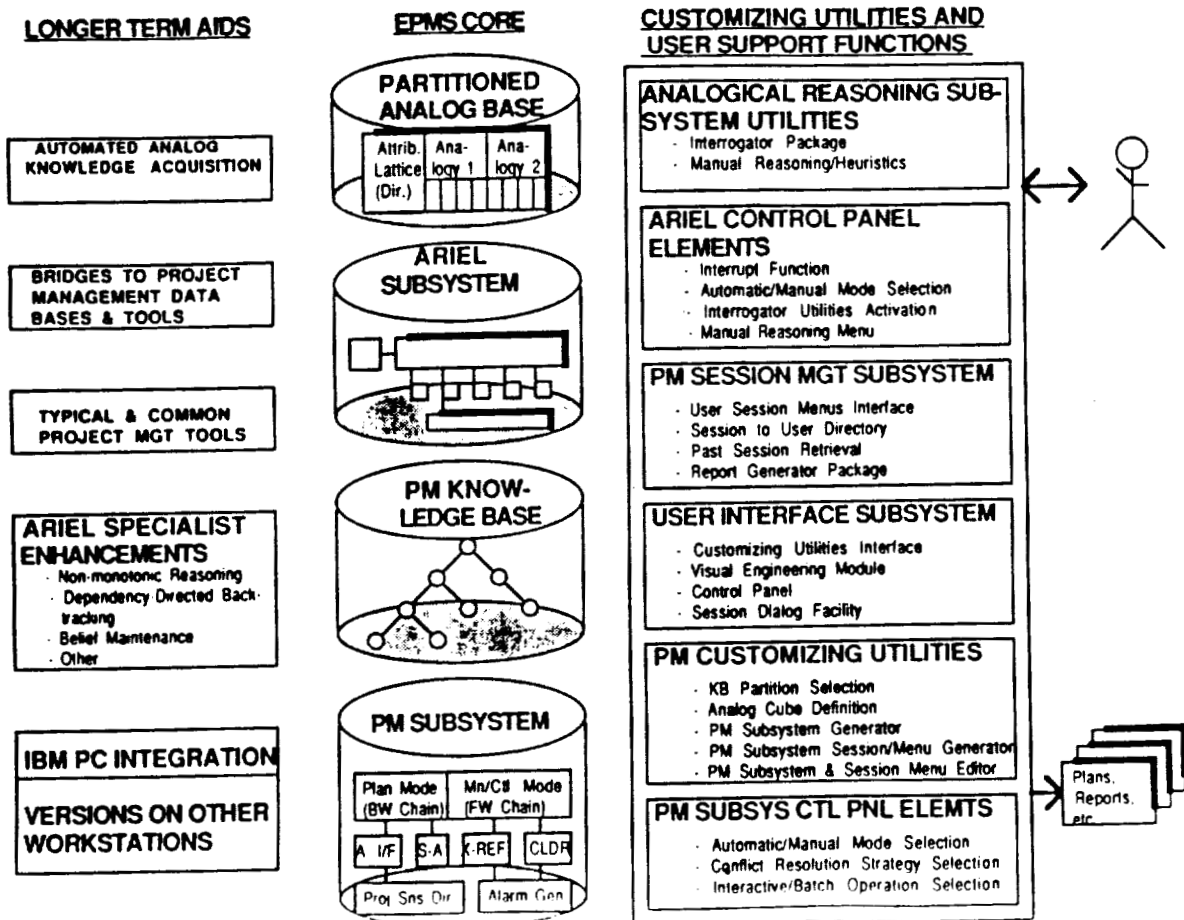 LONGER TERM AIDS
AUTOMATED ANALOG
KNOWLEDGE ACQUISITION
BRIDGES TO PROJECT
MANAGEMENT DATA
BASES & TOOLS
TYPICAL & COMMON
PROJECT MGT TOOLS
ARIEL SPECIALIST
ENHANCEMENTS
· Non-monotonic Reasoning
· Dependency-Directed Back-
tracking
· Belief Maintenance
· Other
IBM PC INTEGRATION
VERSIONS ON OTHER
WORKSTATIONS
EPMS CORE
PARTITIONED
ANALOG BASE
Attrib. Ana- Ana-
Lattice logy 1 logy 2
(Dir.)
ARIEL
SUBSYSTEM
PM KNOW-
LEDGE BASE
PM SUBSYSTEM
Plan Mode Mn/C# Mode
(BW Chain) (FW Chain)
A I/F S-A X-REF CLDR
Proj Sns Dir Alarm Gen
CUSTOMIZING UTILITIES AND
USER SUPPORT FUNCTIONS
ANALOGICAL REASONING SUB-
SYSTEM UTILITIES
· Interrogator Package
· Manual Reasoning/Heuristics
ARIEL CONTROL PANEL
ELEMENTS
· Interrupt Function
· Automatic/Manual Mode Selection
· Interrogator Utilities Activation
· Manual Reasoning Menu
PM SESSION MGT SUBSYSTEM
· User Session Menus Interface
· Session to User Directory
· Past Session Retrieval
· Report Generator Package
USER INTERFACE SUBSYSTEM
· Customizing Utilities Interface
· Visual Engineering Module
· Control Panel
· Session Dialog Facility
PM CUSTOMIZING UTILITIES
· KB Partition Selection
· Analog Cube Definition
· PM Subsystem Generator
· PM Subsystem Session/Menu Generator
· PM Subsystem & Session Menu Editor
PM SUBSYS CTL PNL ELEMTS
· Automatic/Manual Mode Selection
· Conflict Resolution Strategy Selection
· Interactive/Batch Operation Selection
Plans,
Reports,
etc.